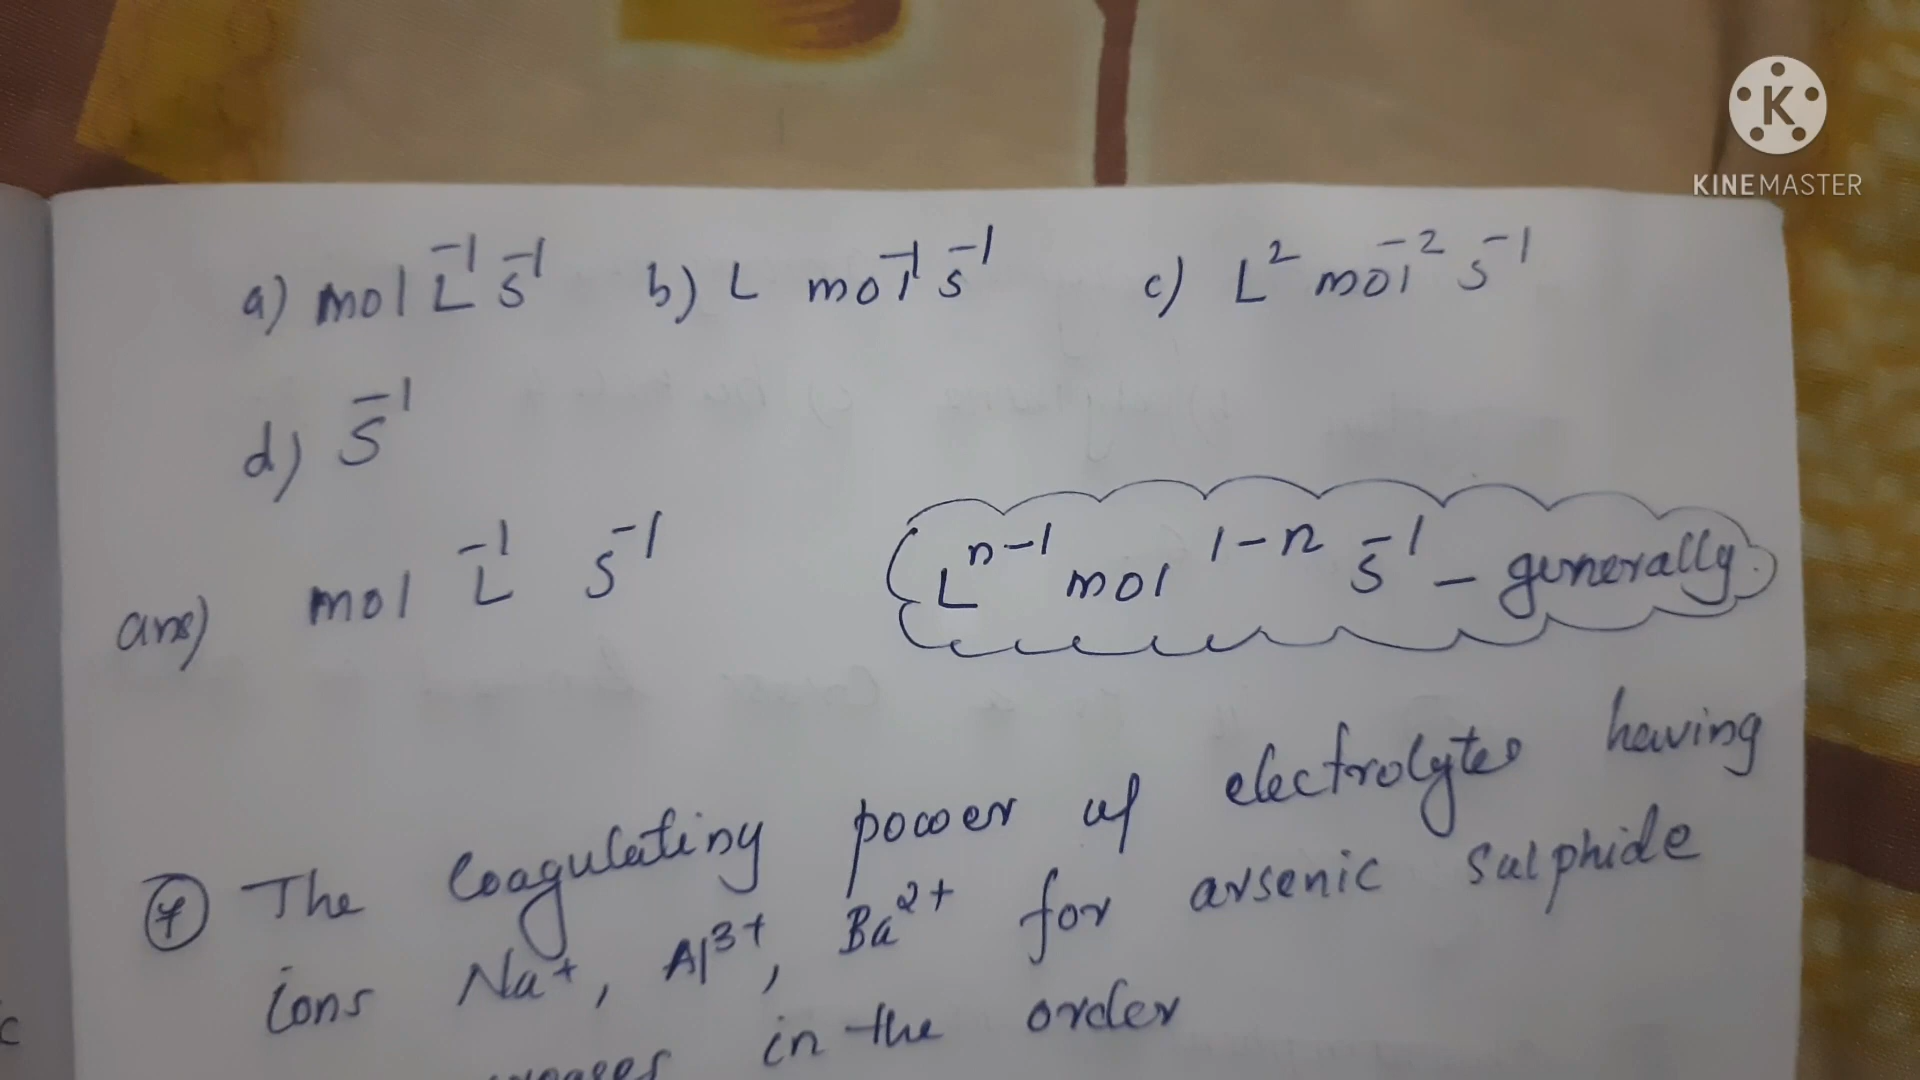 K
KINEMASTER
a) mol L⁻¹ S⁻¹ b) L mol⁻¹ s⁻¹ c) L² mol⁻² s⁻¹
d) S⁻¹
ans) mol L⁻¹ S⁻¹ Lⁿ⁻¹ mol¹⁻ⁿ S⁻¹ – generally.
⑦ The Coagulating power of electrolytes having
ions Na⁺, Al³⁺, Ba²⁺ for arsenic sulphide
in the order